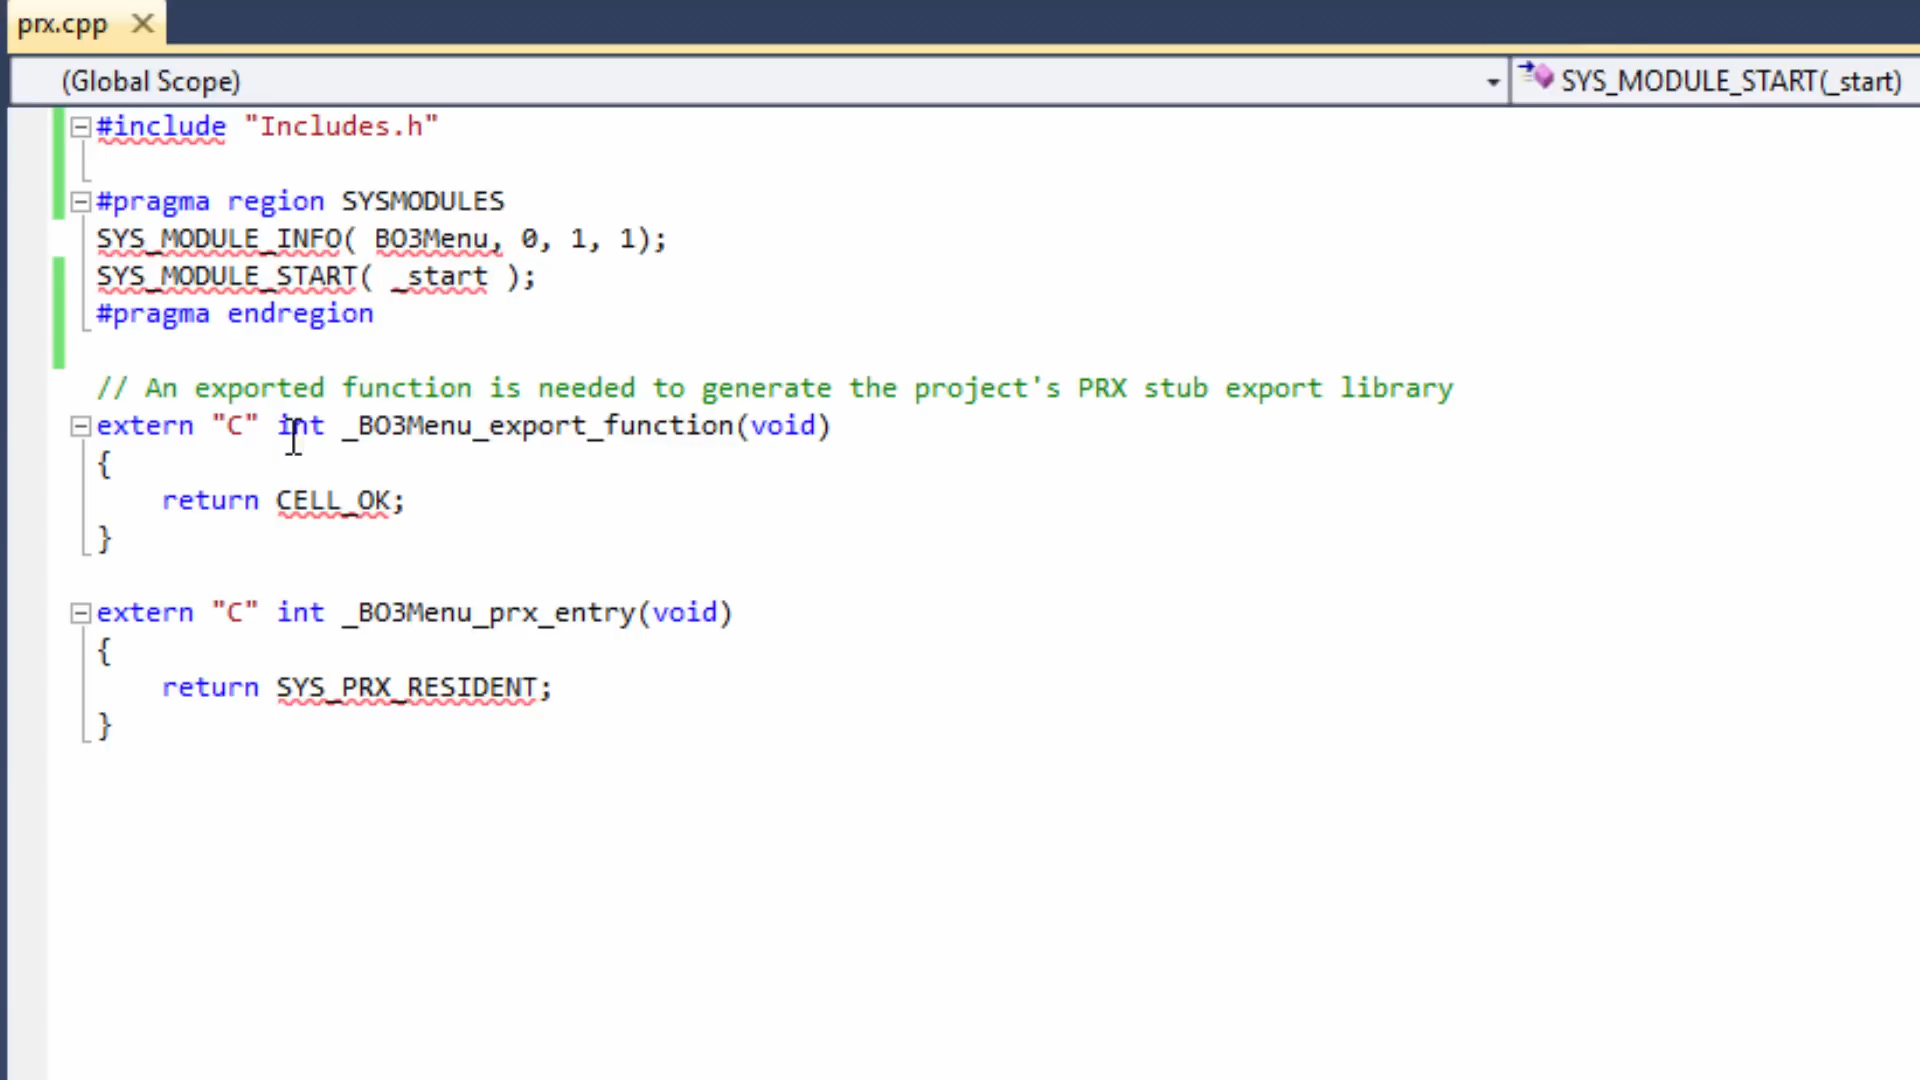 prx.cpp
(Global Scope) SYS_MODULE_START(_start)
#include "Includes.h"
#pragma region SYSMODULES
SYS_MODULE_INFO( BO3Menu, 0, 1, 1);
SYS_MODULE_START( _start );
#pragma endregion
// An exported function is needed to generate the project's PRX stub export library
extern "C" int _BO3Menu_export_function(void)
{
return CELL_OK;
}
extern "C" int _BO3Menu_prx_entry(void)
{
return SYS_PRX_RESIDENT;
}